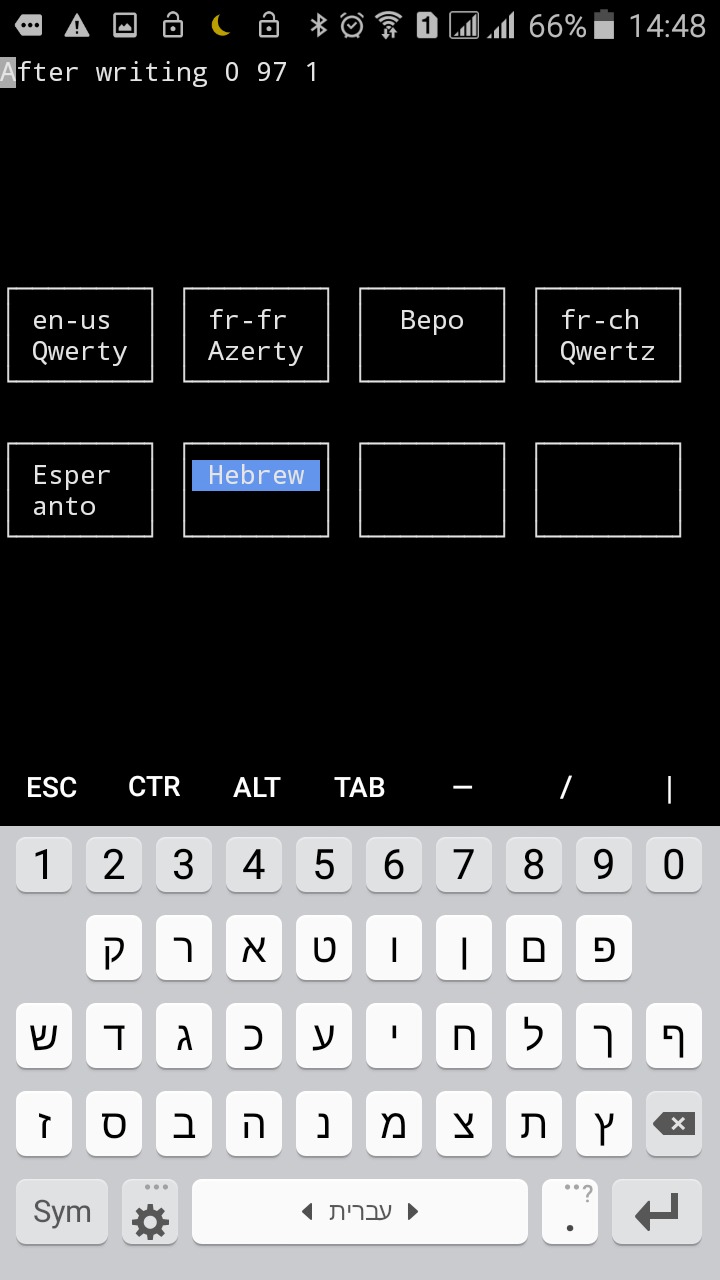 1 66% 14:48
After writing 0 97 1
en-us fr-fr Bepo fr-ch
Qwerty Azerty Qwertz
Esper Hebrew
anto
ESC CTR ALT TAB — / |
1 2 3 4 5 6 7 8 9 0
ק ר א ט ו ן ם פ
ש ד ג כ ע י ח ל ך ף
ז ס ב ה נ מ צ ת ץ
Sym עברית . ?